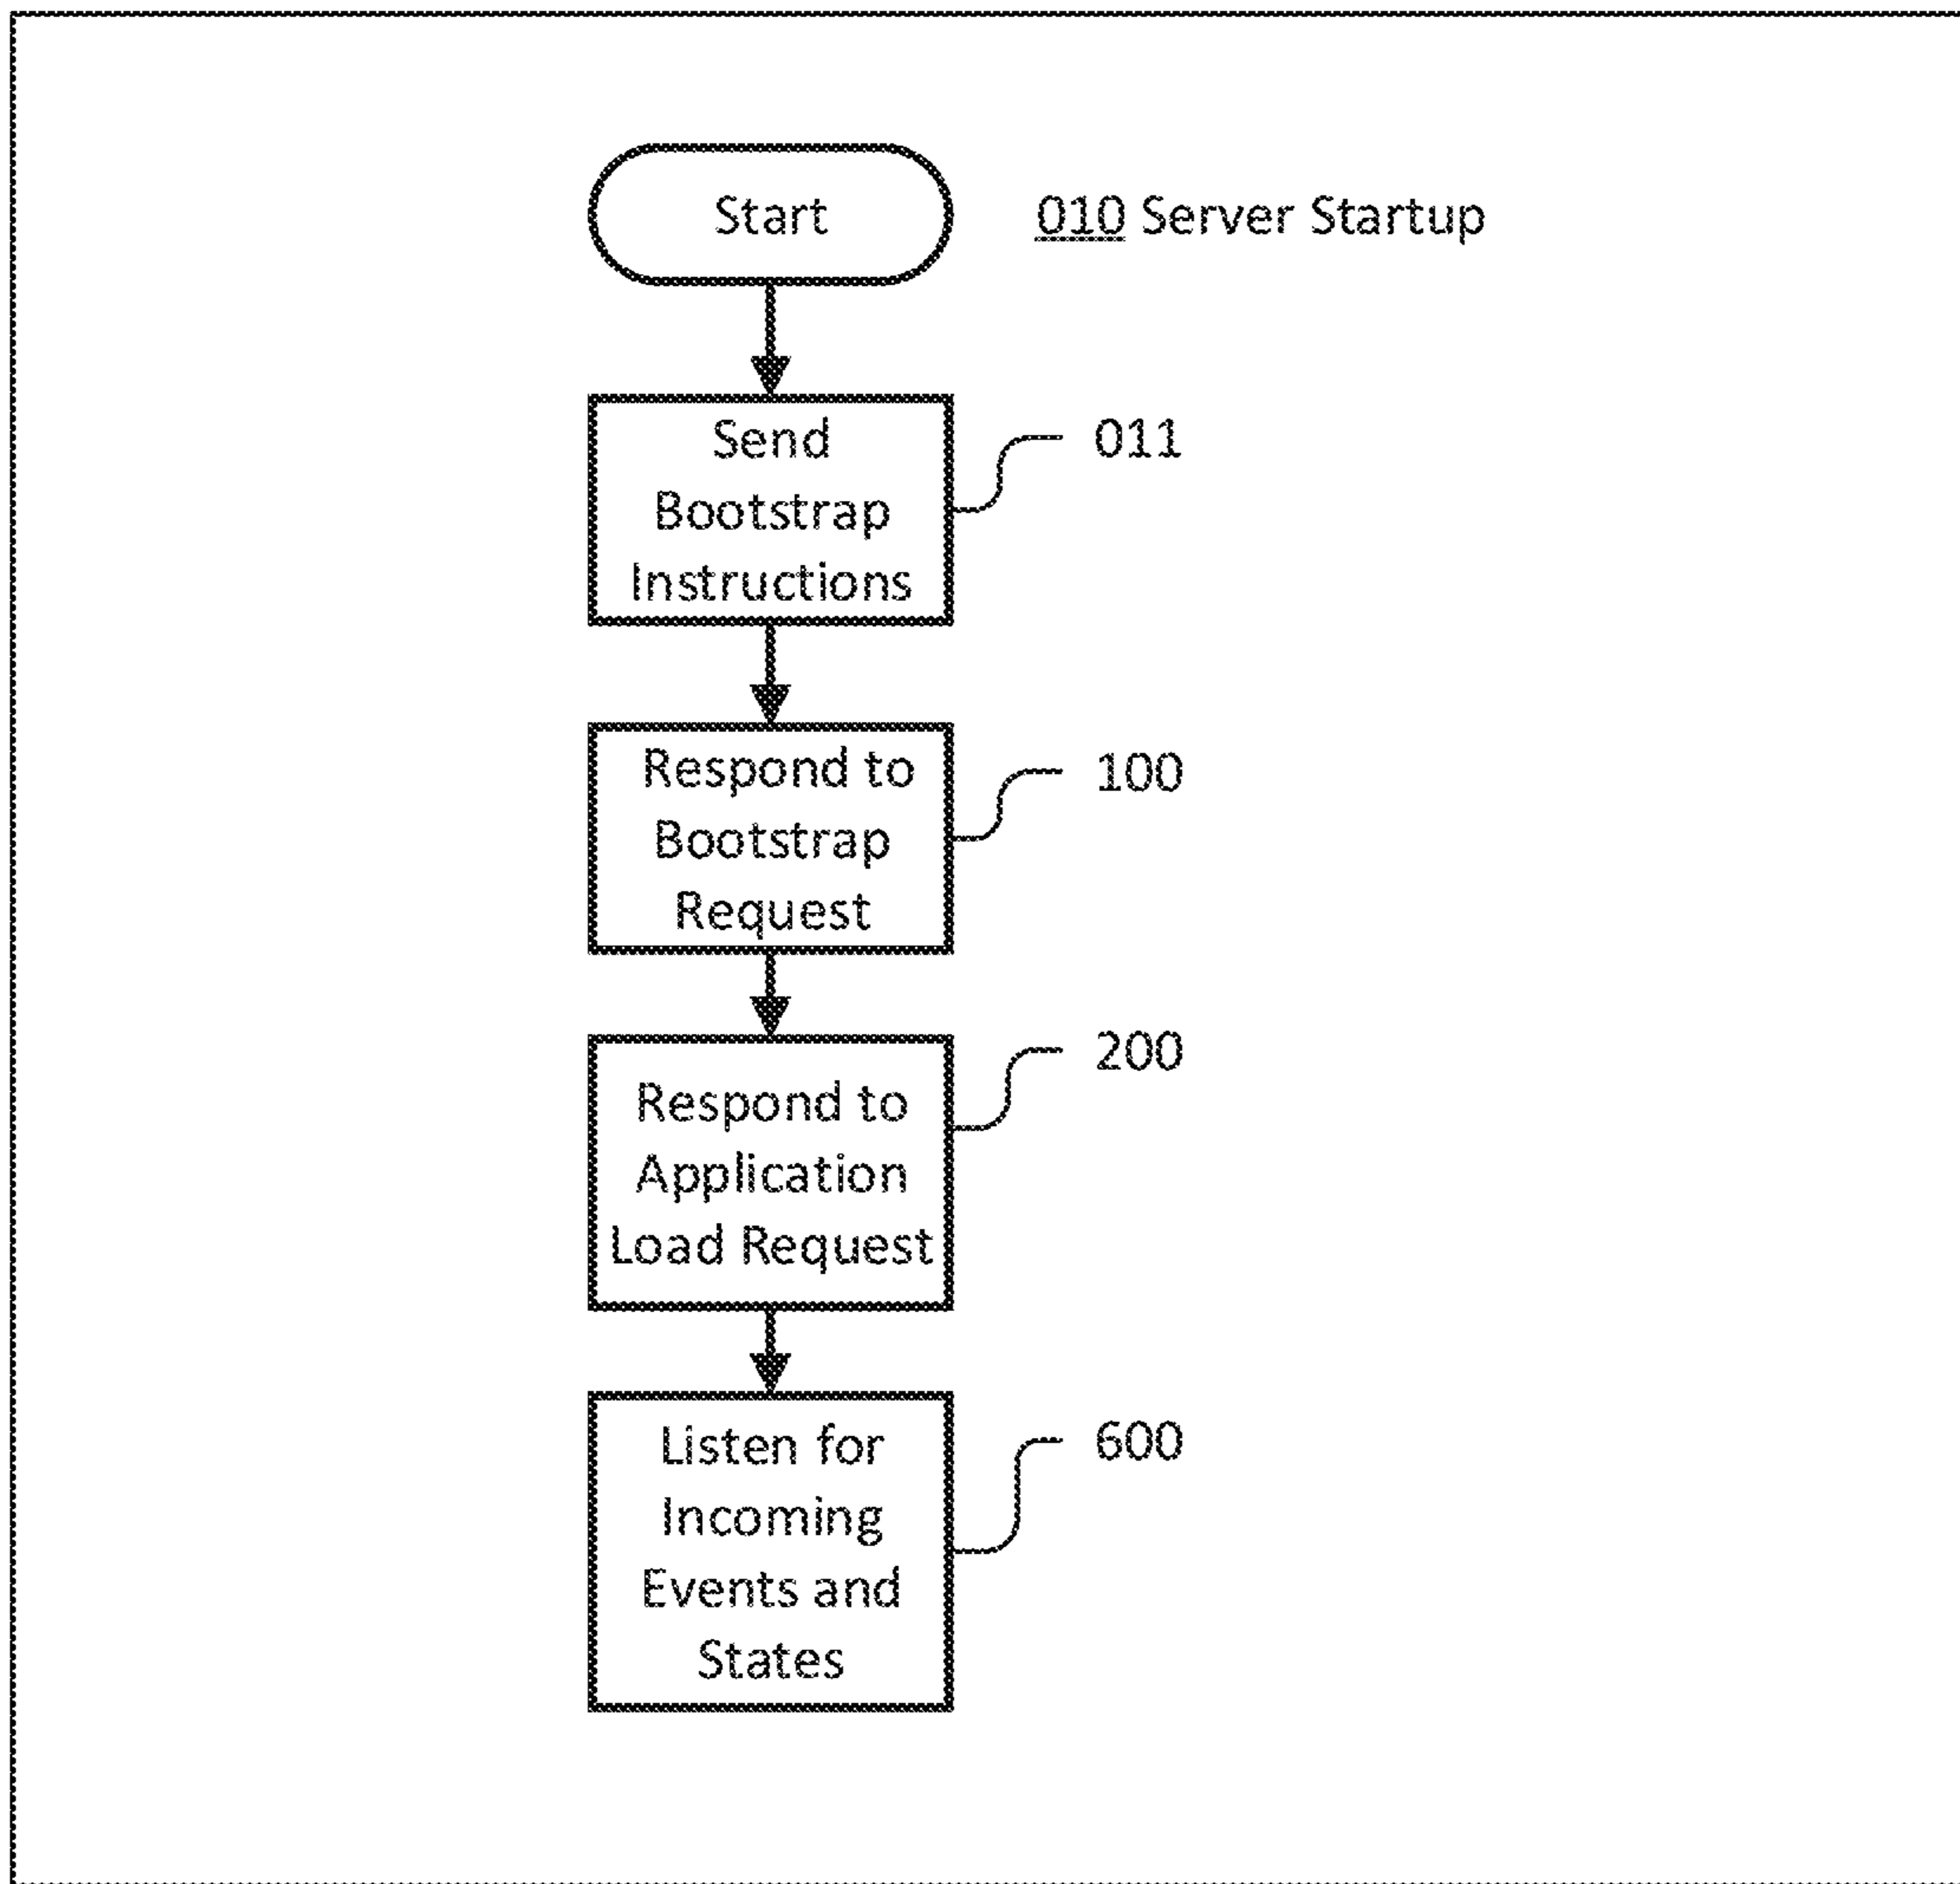 Start
010 Server Startup
Send
Bootstrap
Instructions
011
Respond to
Bootstrap
Request
100
Respond to
Application
Load Request
200
Listen for
Incoming
Events and
States
600